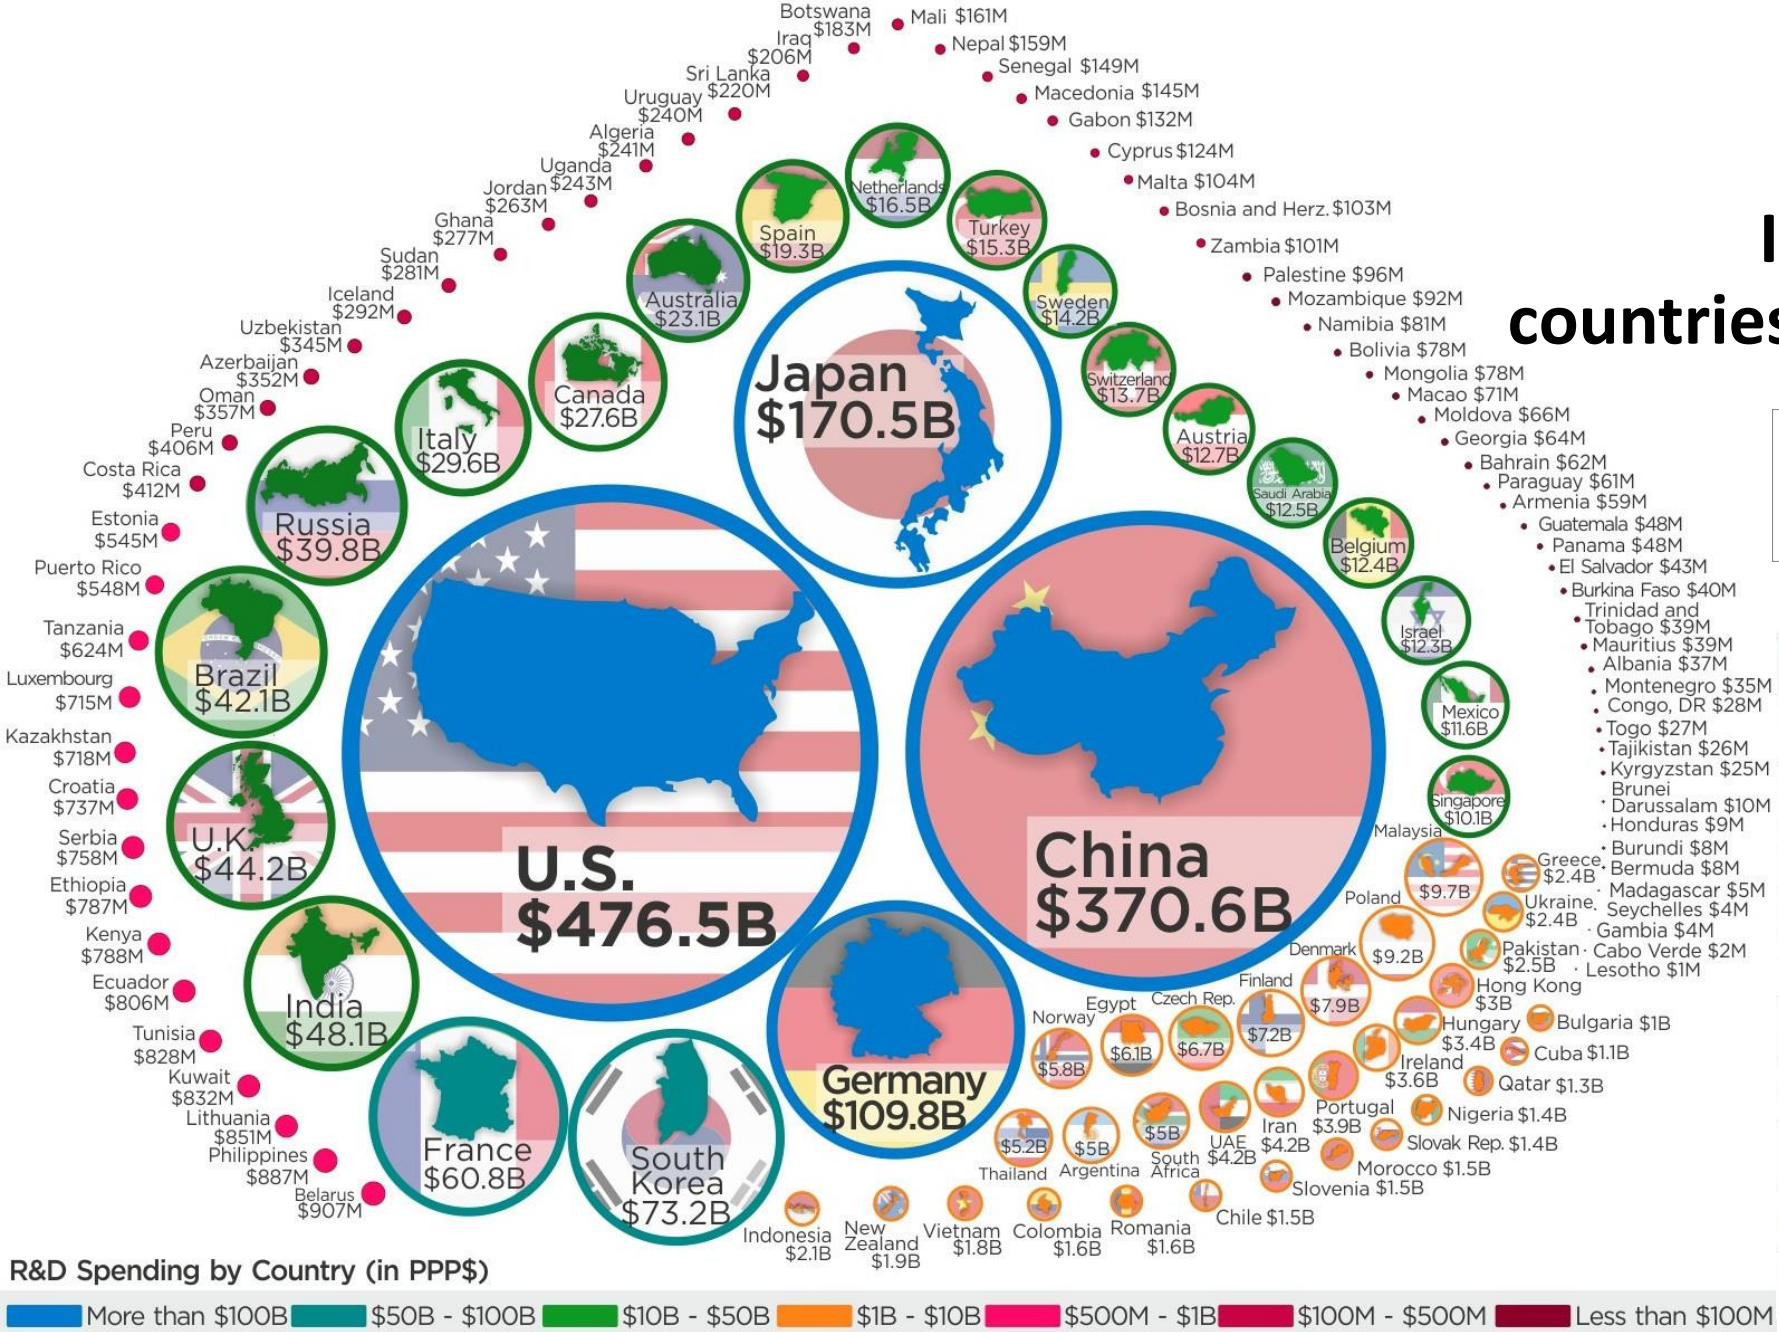 Botswana
$183M
Mali $161M
Iraq
$206M
Nepal $159M
Sri Lanka
$220M
Senegal $149M
Uruguay
$240M
Macedonia $145M
Algeria
$241M
Gabon $132M
Uganda
$243M
Cyprus $124M
Jordan
$263M
Malta $104M
Ghana
$277M
Bosnia and Herz. $103M
Sudan
$281M
Zambia $101M
Iceland
$292M
Palestine $96M
Uzbekistan
$345M
Mozambique $92M
Azerbaijan
$352M
Namibia $81M
Oman
$357M
Bolivia $78M
Peru
$406M
Mongolia $78M
Costa Rica
$412M
Macao $71M
Estonia
$545M
Moldova $66M
Puerto Rico
$548M
Georgia $64M
Tanzania
$624M
Bahrain $62M
Luxembourg
$715M
Paraguay $61M
Kazakhstan
$718M
Armenia $59M
Croatia
$737M
Guatemala $48M
Serbia
$758M
Panama $48M
Ethiopia
$787M
El Salvador $43M
Kenya
$788M
Burkina Faso $40M
Ecuador
$806M
Trinidad and
Tobago $39M
Tunisia
$828M
Mauritius $39M
Kuwait
$832M
Albania $37M
Lithuania
$851M
Montenegro $35M
Philippines
$887M
Congo, DR $28M
Belarus
$907M
Togo $27M
Tajikistan $26M
Kyrgyzstan $25M
Brunei
Darussalam $10M
Honduras $9M
Burundi $8M
Bermuda $8M
Madagascar $5M
Seychelles $4M
Gambia $4M
Cabo Verde $2M
Lesotho $1M
countries
Netherlands
$16.5B
Spain
$19.3B
Turkey
$15.3B
Australia
$23.1B
Sweden
$14.2B
Canada
$27.6B
Switzerland
$13.7B
Italy
$29.6B
Austria
$12.7B
Russia
$39.8B
Saudi Arabia
$12.5B
Brazil
$42.1B
Belgium
$12.4B
U.K.
$44.2B
Israel
$12.3B
India
$48.1B
Mexico
$11.6B
Singapore
$10.1B
Japan
$170.5B
U.S.
$476.5B
China
$370.6B
Germany
$109.8B
France
$60.8B
South
Korea
$73.2B
Malaysia
$9.7B
Greece
$2.4B
Poland
$9.2B
Ukraine
$2.4B
Denmark
$7.9B
Pakistan
$2.5B
Finland
$7.2B
Hong Kong
$3B
Czech Rep.
$6.7B
Egypt
$6.1B
Norway
$5.8B
Hungary
$3.4B
Bulgaria $1B
Ireland
$3.6B
Cuba $1.1B
Portugal
$3.9B
Qatar $1.3B
Iran
$4.2B
Nigeria $1.4B
UAE
$4.2B
Slovak Rep. $1.4B
$5B
South
Africa
Morocco $1.5B
$5B
Argentina
Slovenia $1.5B
$5.2B
Thailand
Chile $1.5B
Indonesia
$2.1B
New
Zealand
$1.9B
Vietnam
$1.8B
Colombia
$1.6B
Romania
$1.6B
R&D Spending by Country (in PPP$)
More than $100B
$50B - $100B
$10B - $50B
$1B - $10B
$500M - $1B
$100M - $500M
Less than $100M